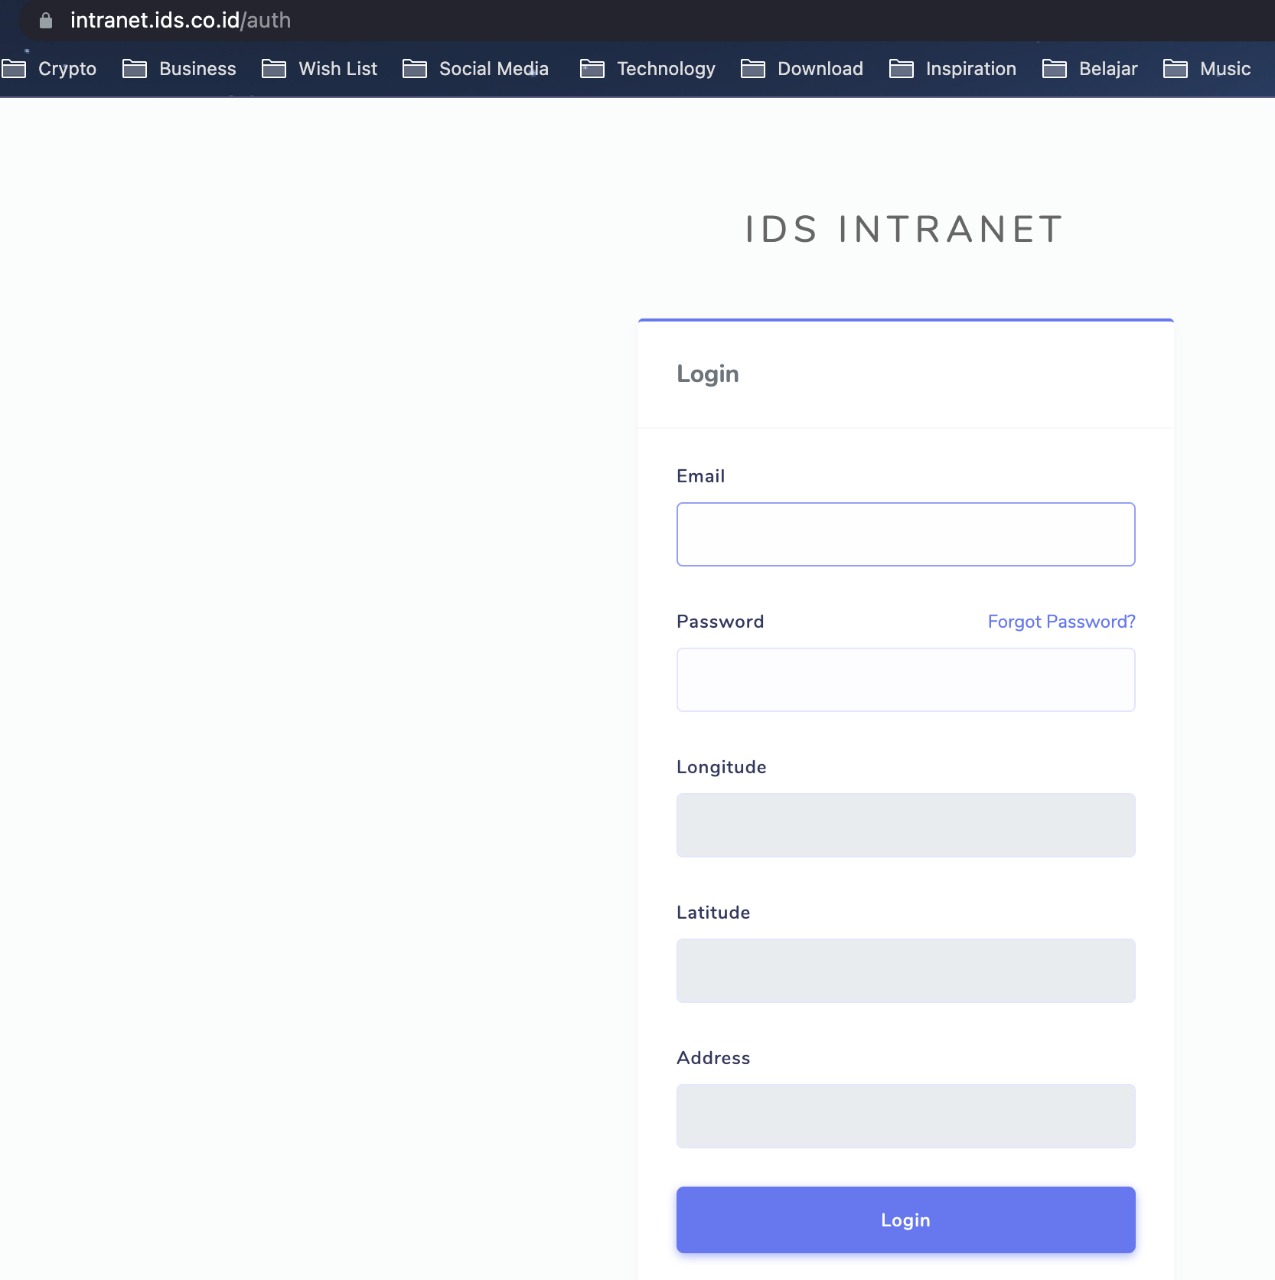 intranet.ids.co.id/auth
Crypto Business Wish List Social Media Technology Download Inspiration Belajar Music
IDS INTRANET
Login
Email
Password Forgot Password?
Longitude
Latitude
Address
Login